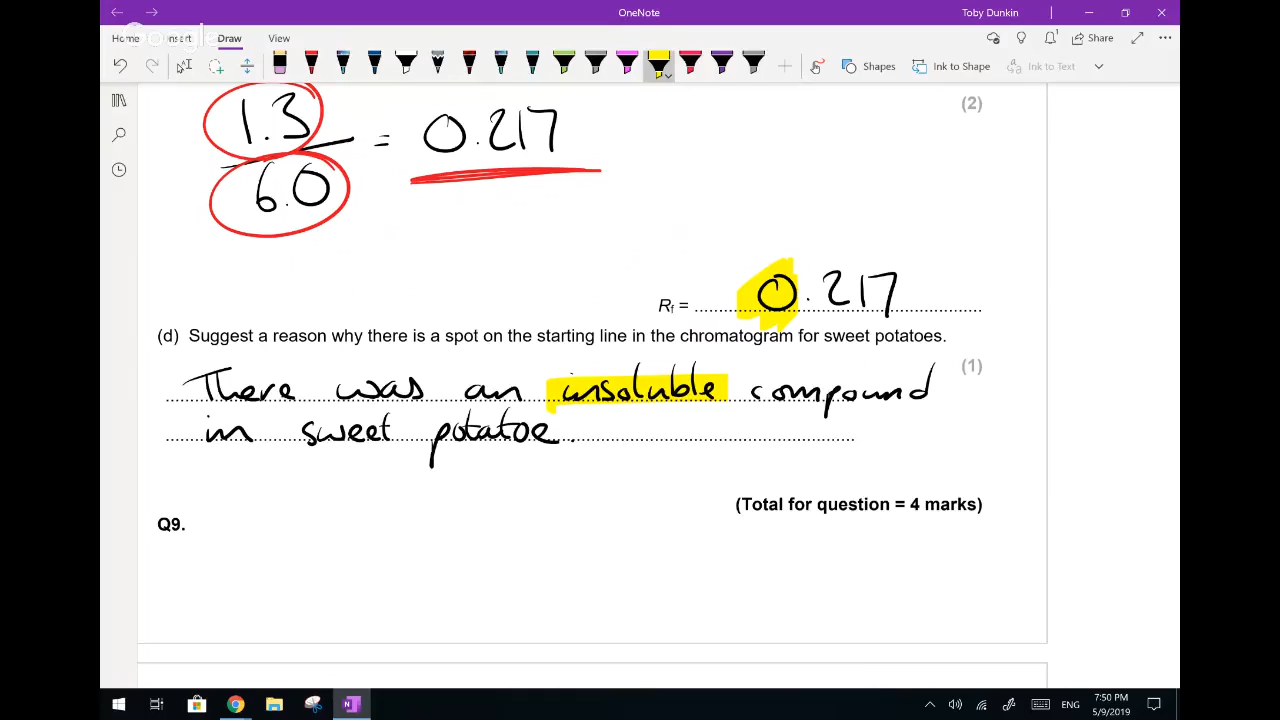 OneNote
Toby Dunkin
Google
Home Insert Draw View
Share
Shapes Ink to Shape Ink to Text
(2)
1.3
6.0
= 0.217
Rf = 0.217
(d) Suggest a reason why there is a spot on the starting line in the chromatogram for sweet potatoes.
(1)
There was an insoluble compound
in sweet potatoe.
(Total for question = 4 marks)
Q9.
ENG
7:50 PM
5/9/2019